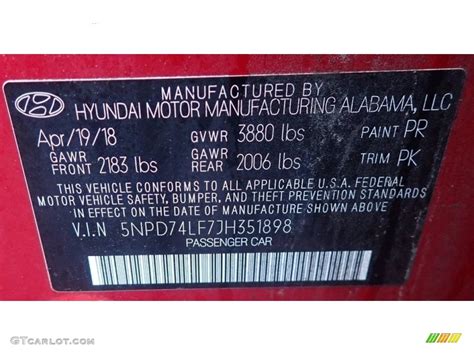 MANUFACTURED BY
HYUNDAI MOTOR MANUFACTURING ALABAMA, LLC
Apr/19/18 GVWR 3880 lbs PAINT PR
GAWR FRONT 2183 lbs GAWR REAR 2006 lbs TRIM PK
THIS VEHICLE CONFORMS TO ALL APPLICABLE U.S.A. FEDERAL
MOTOR VEHICLE SAFETY, BUMPER, AND THEFT PREVENTION STANDARDS
IN EFFECT ON THE DATE OF MANUFACTURE SHOWN ABOVE.
V.I.N 5NPD74LF7JH351898
PASSENGER CAR
GTCARLOT.COM